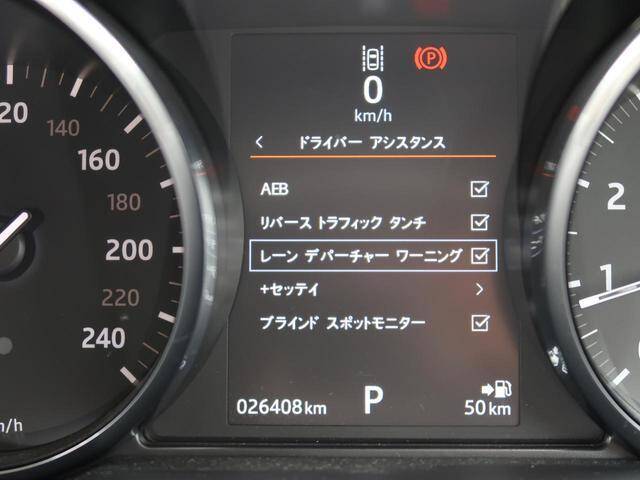 0
km/h
ドライバー アシスタンス
AEB
リバース トラフィック タンチ
レーン デパーチャー ワーニング
+セッテイ
ブラインド スポットモニター
026408km
P
50km
120
140
160
180
200
220
240
m/h
2
1
P